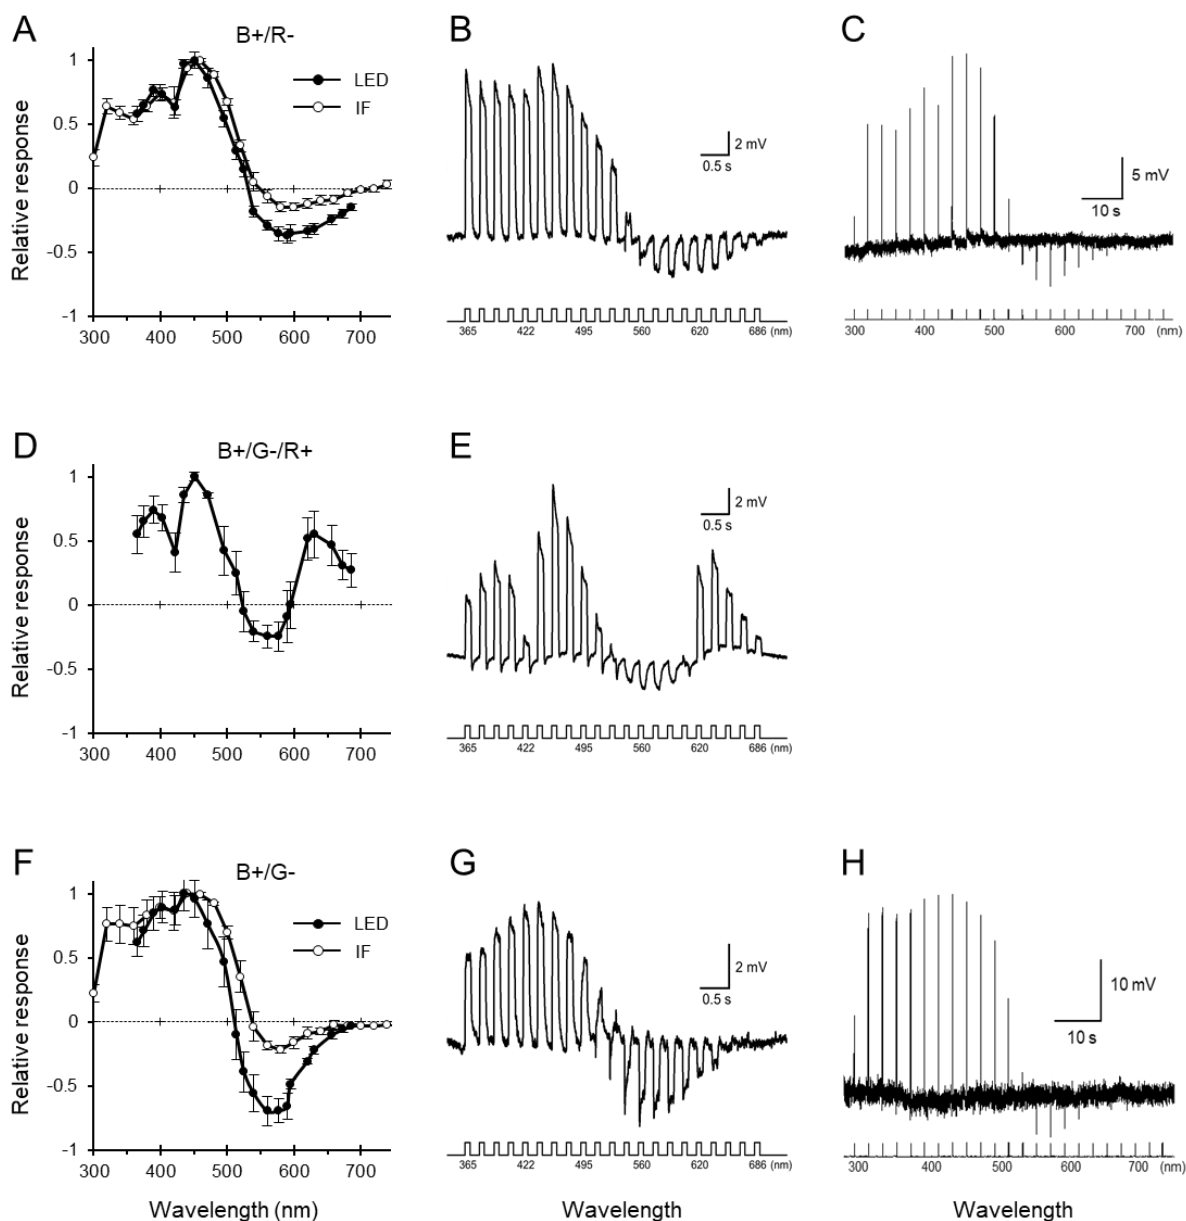 A
B+/R-
Relative response
1
0.5
0
-0.5
-1
300 400 500 600 700
LED
IF
B
2 mV
0.5 s
365 422 495 560 620 686 (nm)
C
5 mV
10 s
300 400 500 600 700 (nm)
D
B+/G-/R+
Relative response
1
0.5
0
-0.5
-1
300 400 500 600 700
E
2 mV
0.5 s
365 422 495 560 620 686 (nm)
F
B+/G-
Relative response
1
0.5
0
-0.5
-1
300 400 500 600 700
LED
IF
Wavelength (nm)
G
2 mV
0.5 s
365 422 495 560 620 686 (nm)
Wavelength
H
10 mV
10 s
300 400 500 600 700 (nm)
Wavelength